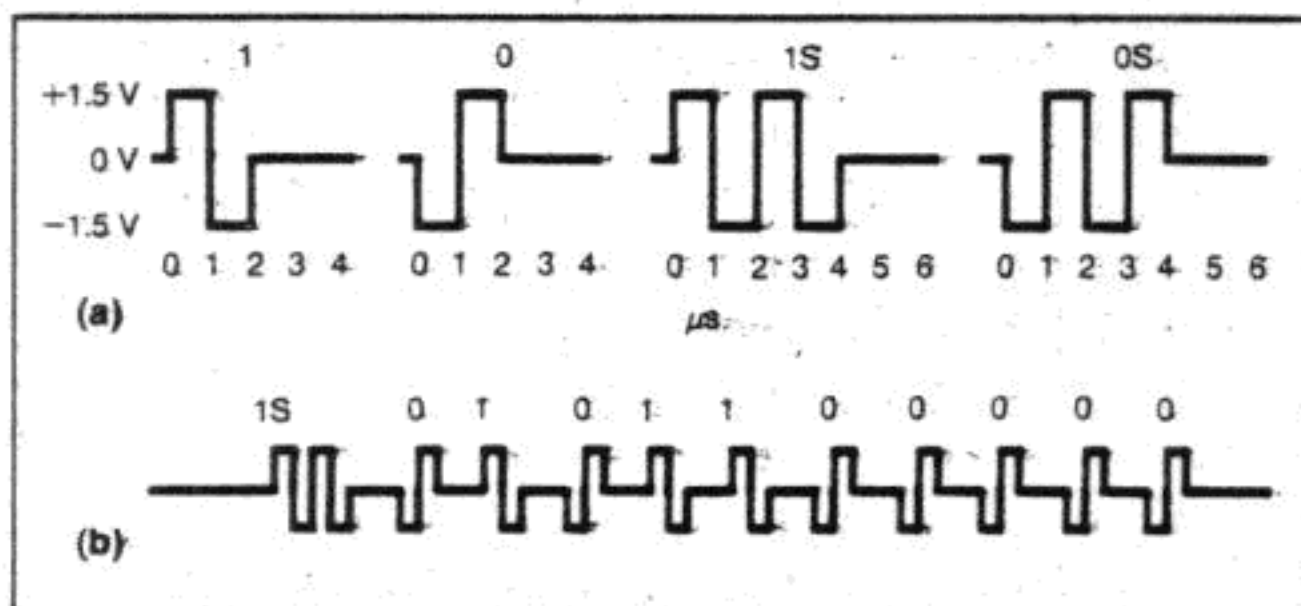 1 0 1S 0S
+1.5 V
0 V
−1.5 V
0 1 2 3 4 0 1 2 3 4 0 1 2 3 4 5 6 0 1 2 3 4 5 6
(a) μs
1S 0 1 0 1 1 0 0 0 0 0
(b)